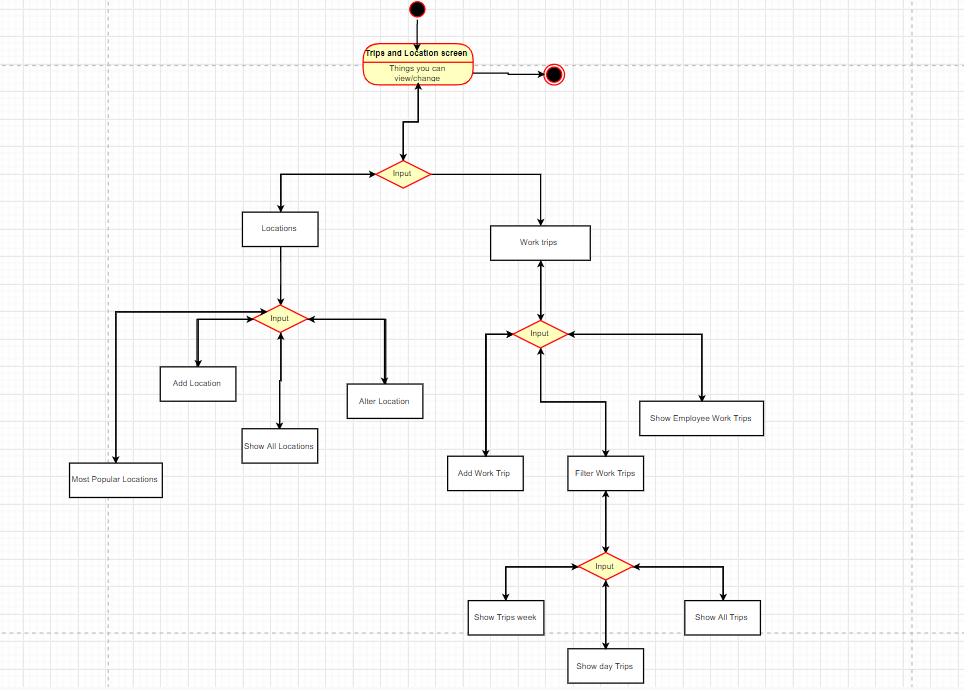 Trips and Location screen
Things you can
view/change
Input
Locations
Work trips
Input
Input
Add Location
Alter Location
Show Employee Work Trips
Show All Locations
Most Popular Locations
Add Work Trip
Filter Work Trips
Input
Show Trips week
Show All Trips
Show day Trips